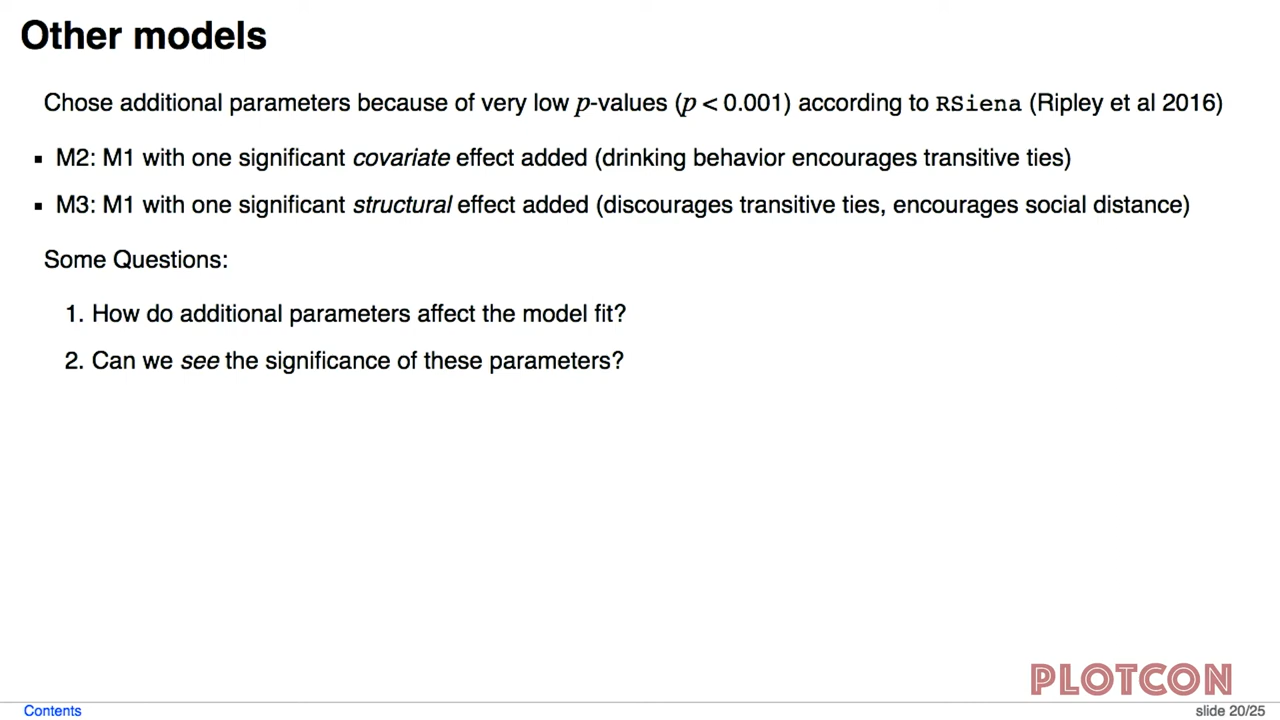 Other models
Chose additional parameters because of very low p-values (p < 0.001) according to RSiena (Ripley et al 2016)
▪ M2: M1 with one significant covariate effect added (drinking behavior encourages transitive ties)
▪ M3: M1 with one significant structural effect added (discourages transitive ties, encourages social distance)
Some Questions:
1. How do additional parameters affect the model fit?
2. Can we see the significance of these parameters?
PLOTCON
Contents
slide 20/25